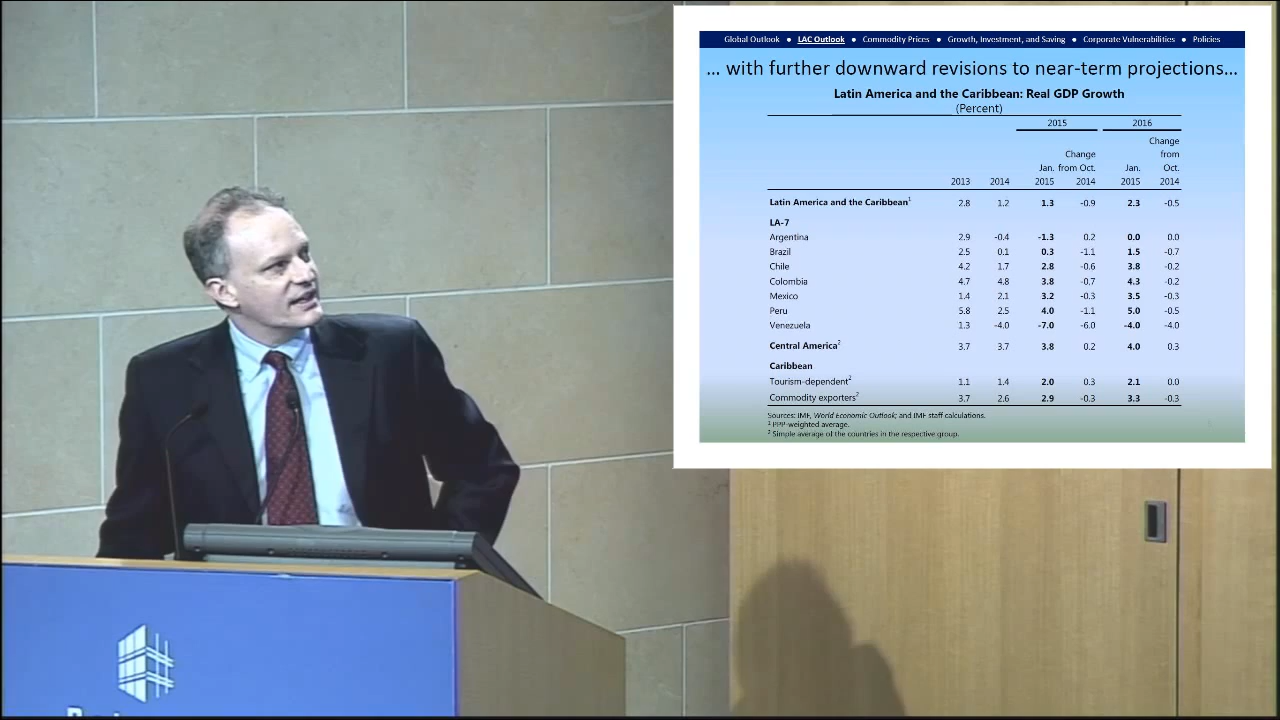 Global Outlook ● LAC Outlook ● Commodity Prices ● Growth, Investment, and Saving ● Corporate Vulnerabilities ● Policies
... with further downward revisions to near-term projections...
Latin America and the Caribbean: Real GDP Growth
(Percent)
2015 2016
Change
Change from
Jan. from Oct. Jan. Oct.
2013 2014 2015 2014 2015 2014
Latin America and the Caribbean¹ 2.8 1.2 1.3 -0.9 2.3 -0.5
LA-7
Argentina 2.9 -0.4 -1.3 0.2 0.0 0.0
Brazil 2.5 0.1 0.3 -1.1 1.5 -0.7
Chile 4.2 1.7 2.8 -0.6 3.8 -0.2
Colombia 4.7 4.8 3.8 -0.7 4.3 -0.2
Mexico 1.4 2.1 3.2 -0.3 3.5 -0.3
Peru 5.8 2.5 4.0 -1.1 5.0 -0.5
Venezuela 1.3 -4.0 -7.0 -6.0 -4.0 -4.0
Central America² 3.7 3.7 3.8 0.2 4.0 0.3
Caribbean
Tourism-dependent² 1.1 1.4 2.0 0.3 2.1 0.0
Commodity exporters² 3.7 2.6 2.9 -0.3 3.3 -0.3
Sources: IMF, World Economic Outlook; and IMF staff calculations.
¹ PPP-weighted average.
² Simple average of the countries in the respective group.